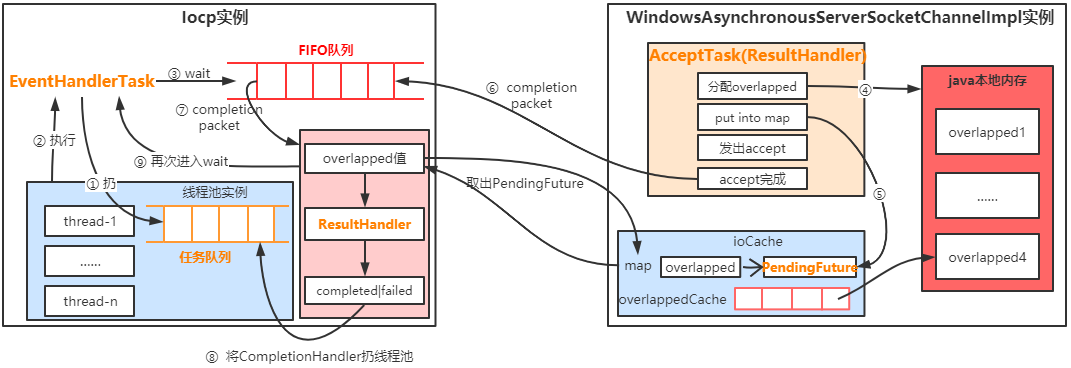 Iocp实例
FIFO队列
EventHandlerTask
③ wait
⑦ completion
packet
② 执行
⑨ 再次进入wait
① 扔
线程池实例
thread-1
......
thread-n
任务队列
overlapped值
ResultHandler
completed|failed
⑧ 将CompletionHandler扔线程池
⑥ completion
packet
取出PendingFuture
WindowsAsynchronousServerSocketChannelImpl实例
AcceptTask(ResultHandler)
分配overlapped
put into map
发出accept
accept完成
④
⑤
java本地内存
overlapped1
......
overlapped4
ioCache
map
overlapped
PendingFuture
overlappedCache